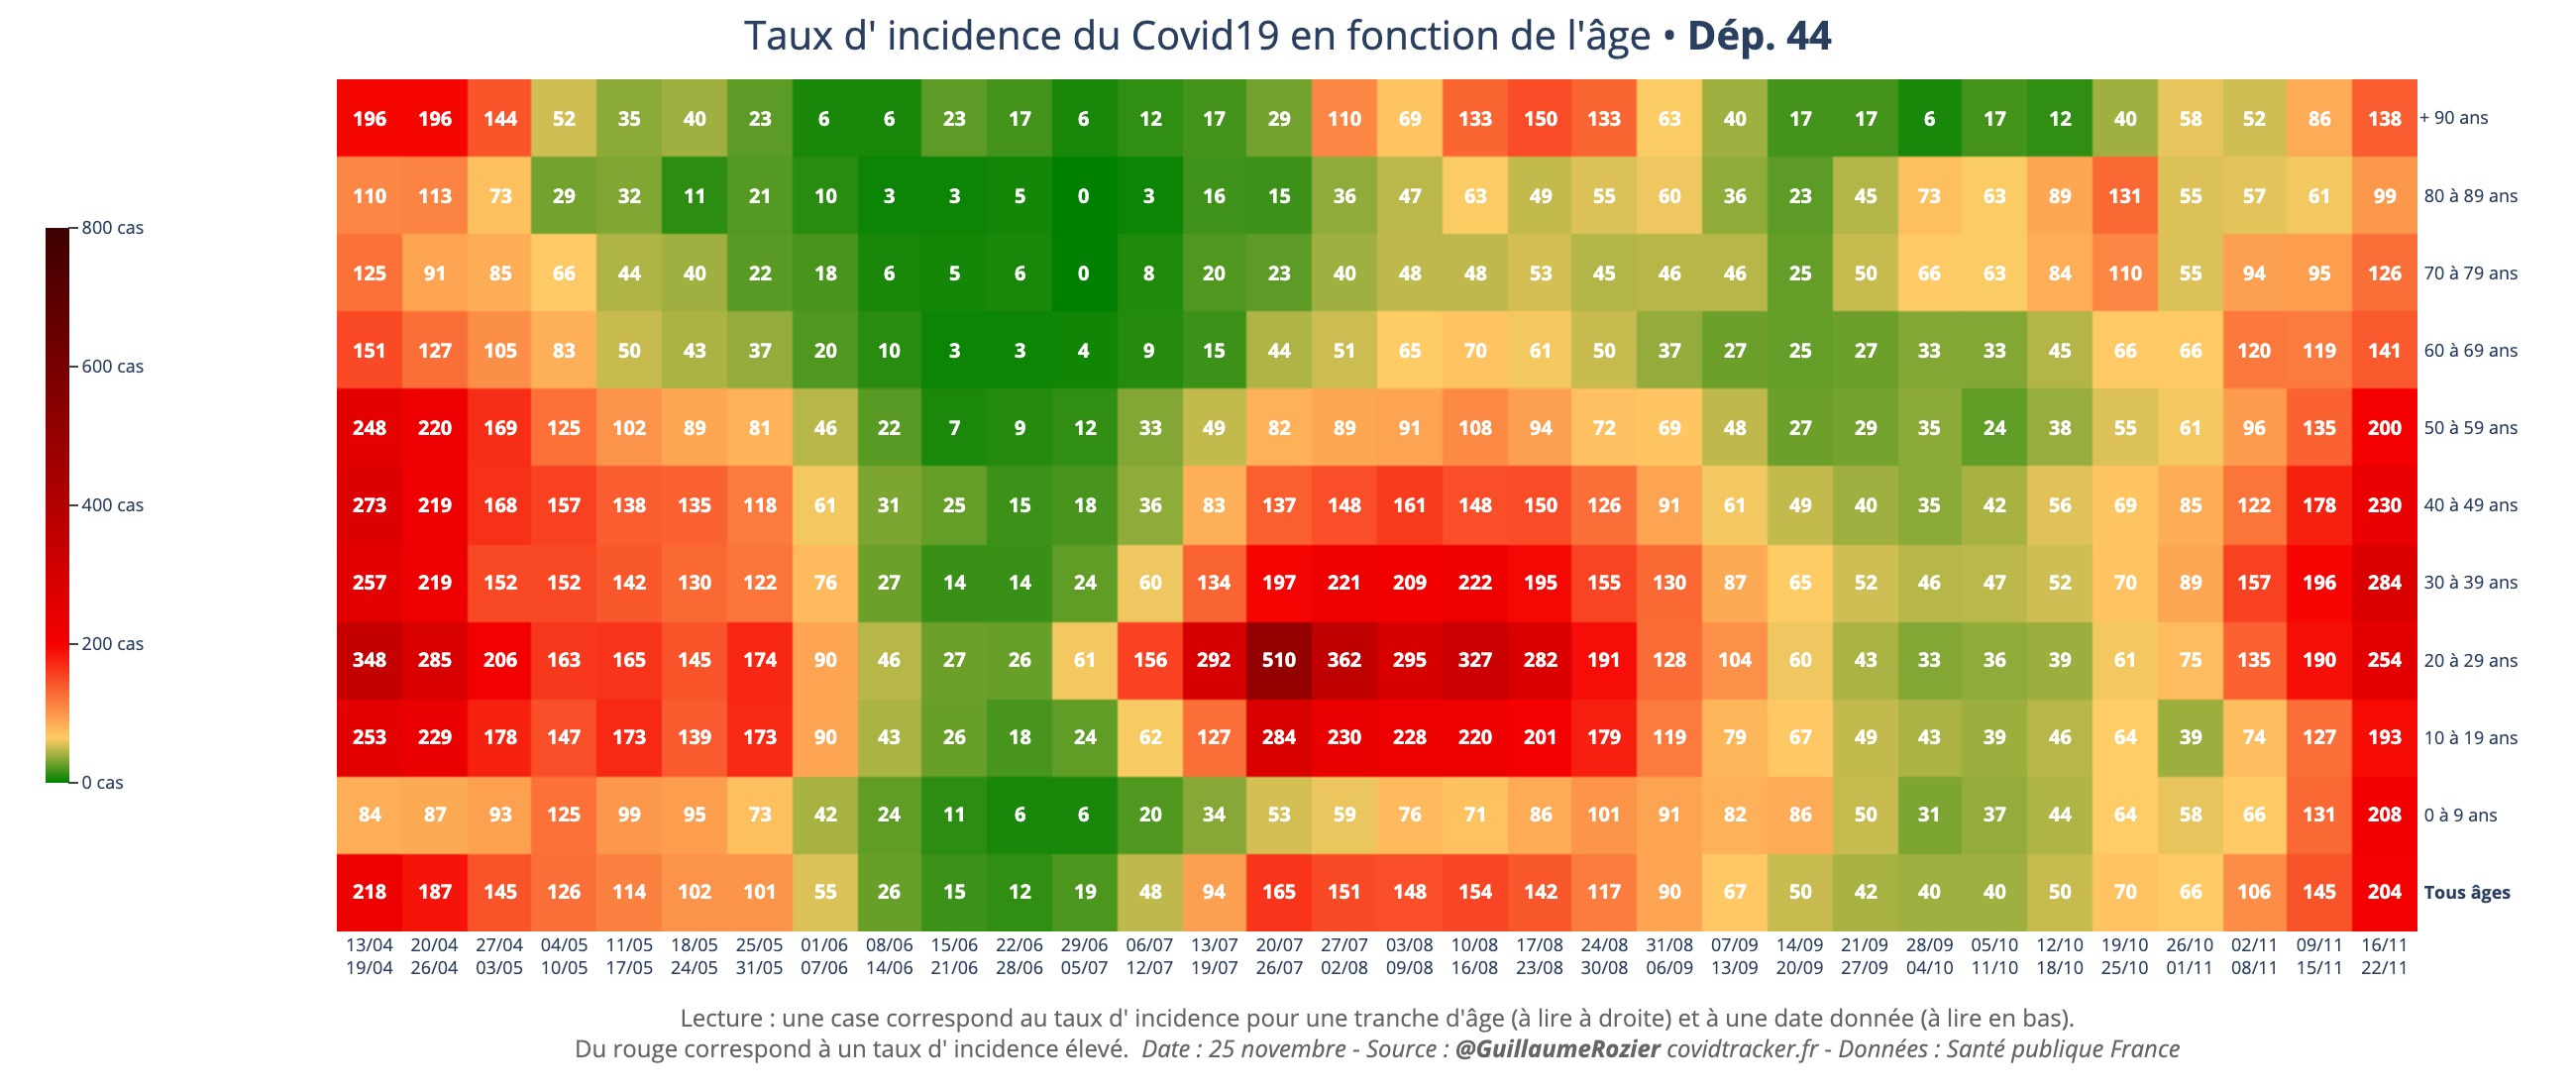 Taux d' incidence du Covid19 en fonction de l'âge • Dép. 44
800 cas
600 cas
400 cas
200 cas
0 cas
196 196 144 52 35 40 23 6 6 23 17 6 12 17 29 110 69 133 150 133 63 40 17 17 6 17 12 40 58 52 86 138 + 90 ans
110 113 73 29 32 11 21 10 3 3 5 0 3 16 15 36 47 63 49 55 60 36 23 45 73 63 89 131 55 57 61 99 80 à 89 ans
125 91 85 66 44 40 22 18 6 5 6 0 8 20 23 40 48 48 53 45 46 46 25 50 66 63 84 110 55 94 95 126 70 à 79 ans
151 127 105 83 50 43 37 20 10 3 3 4 9 15 44 51 65 70 61 50 37 27 25 27 33 33 45 66 66 120 119 141 60 à 69 ans
248 220 169 125 102 89 81 46 22 7 9 12 33 49 82 89 91 108 94 72 69 48 27 29 35 24 38 55 61 96 135 200 50 à 59 ans
273 219 168 157 138 135 118 61 31 25 15 18 36 83 137 148 161 148 150 126 91 61 49 40 35 42 56 69 85 122 178 230 40 à 49 ans
257 219 152 152 142 130 122 76 27 14 14 24 60 134 197 221 209 222 195 155 130 87 65 52 46 47 52 70 89 157 196 284 30 à 39 ans
348 285 206 163 165 145 174 90 46 27 26 61 156 292 510 362 295 327 282 191 128 104 60 43 33 36 39 61 75 135 190 254 20 à 29 ans
253 229 178 147 173 139 173 90 43 26 18 24 62 127 284 230 228 220 201 179 119 79 67 49 43 39 46 64 39 74 127 193 10 à 19 ans
84 87 93 125 99 95 73 42 24 11 6 6 20 34 53 59 76 71 86 101 91 82 86 50 31 37 44 64 58 66 131 208 0 à 9 ans
218 187 145 126 114 102 101 55 26 15 12 19 48 94 165 151 148 154 142 117 90 67 50 42 40 40 50 70 66 106 145 204 Tous âges
13/04 20/04 27/04 04/05 11/05 18/05 25/05 01/06 08/06 15/06 22/06 29/06 06/07 13/07 20/07 27/07 03/08 10/08 17/08 24/08 31/08 07/09 14/09 21/09 28/09 05/10 12/10 19/10 26/10 02/11 09/11 16/11
19/04 26/04 03/05 10/05 17/05 24/05 31/05 07/06 14/06 21/06 28/06 05/07 12/07 19/07 26/07 02/08 09/08 16/08 23/08 30/08 06/09 13/09 20/09 27/09 04/10 11/10 18/10 25/10 01/11 08/11 15/11 22/11
Lecture : une case correspond au taux d' incidence pour une tranche d'âge (à lire à droite) et à une date donnée (à lire en bas).
Du rouge correspond à un taux d' incidence élevé. Date : 25 novembre - Source : @GuillaumeRozier covidtracker.fr - Données : Santé publique France